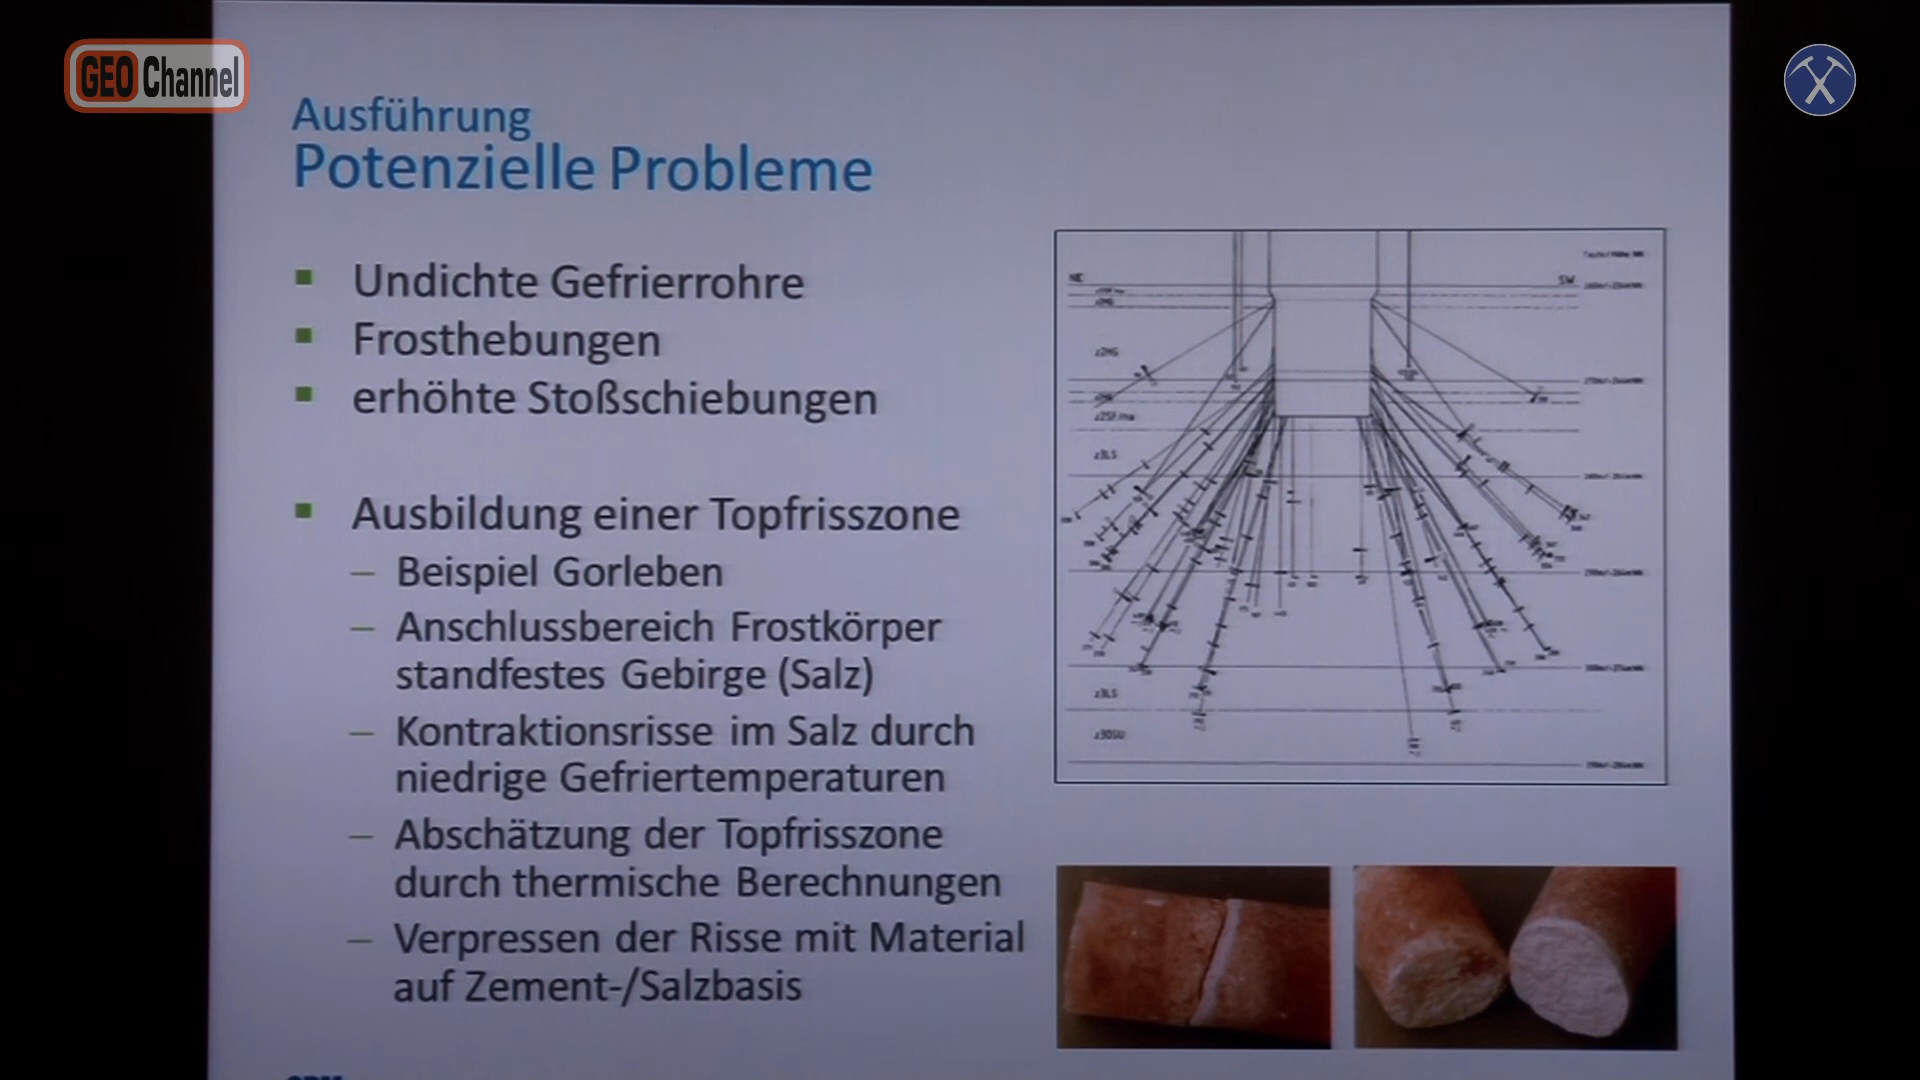 GEO Channel
Ausführung
Potenzielle Probleme
Undichte Gefrierrohre
Frosthebungen
erhöhte Stoßschiebungen
Ausbildung einer Topfrisszone
– Beispiel Gorleben
– Anschlussbereich Frostkörper
standfestes Gebirge (Salz)
– Kontraktionsrisse im Salz durch
niedrige Gefriertemperaturen
– Abschätzung der Topfrisszone
durch thermische Berechnungen
– Verpressen der Risse mit Material
auf Zement-/Salzbasis
NE
SW
z3LS
z3LS